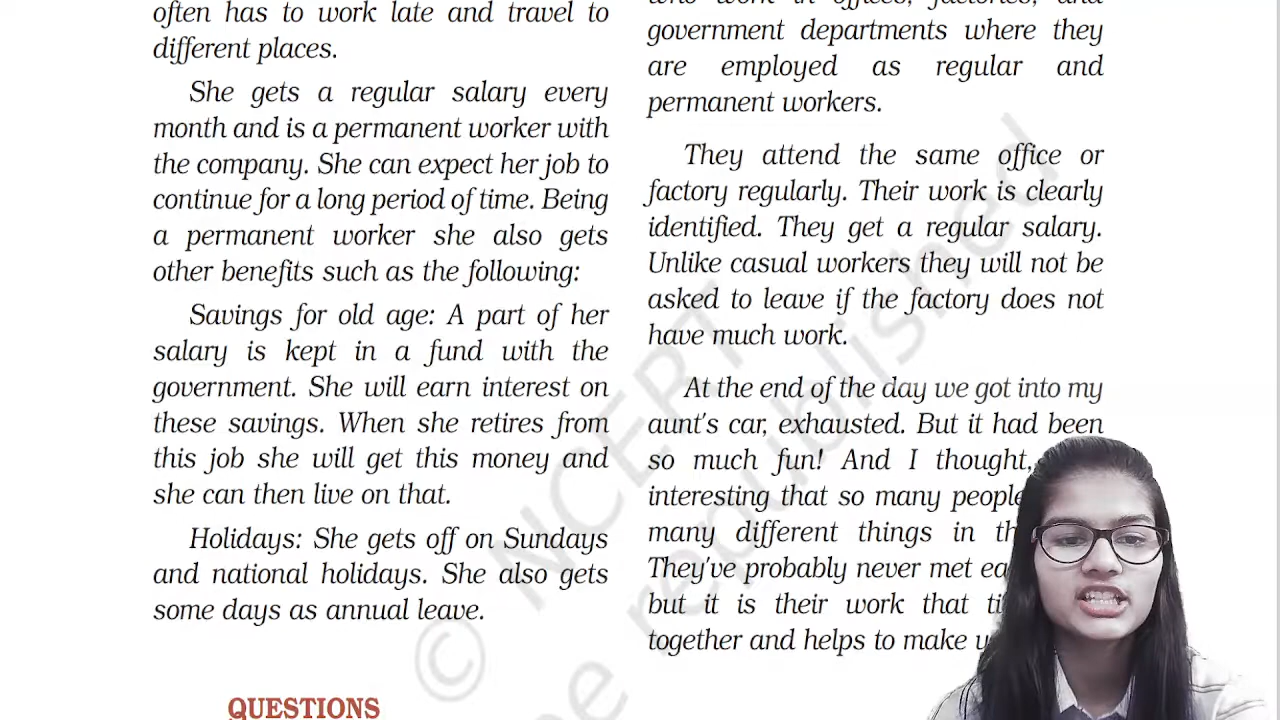 often has to work late and travel to
different places.
She gets a regular salary every
month and is a permanent worker with
the company. She can expect her job to
continue for a long period of time. Being
a permanent worker she also gets
other benefits such as the following:
Savings for old age: A part of her
salary is kept in a fund with the
government. She will earn interest on
these savings. When she retires from
this job she will get this money and
she can then live on that.
Holidays: She gets off on Sundays
and national holidays. She also gets
some days as annual leave.
QUESTIONS
who work in offices, factories, and
government departments where they
are employed as regular and
permanent workers.
They attend the same office or
factory regularly. Their work is clearly
identified. They get a regular salary.
Unlike casual workers they will not be
asked to leave if the factory does not
have much work.
At the end of the day we got into my
aunt's car, exhausted. But it had been
so much fun! And I thought,
interesting that so many people
many different things in
They've probably never met
but it is their work that
together and helps to make
© NCERT
be republished